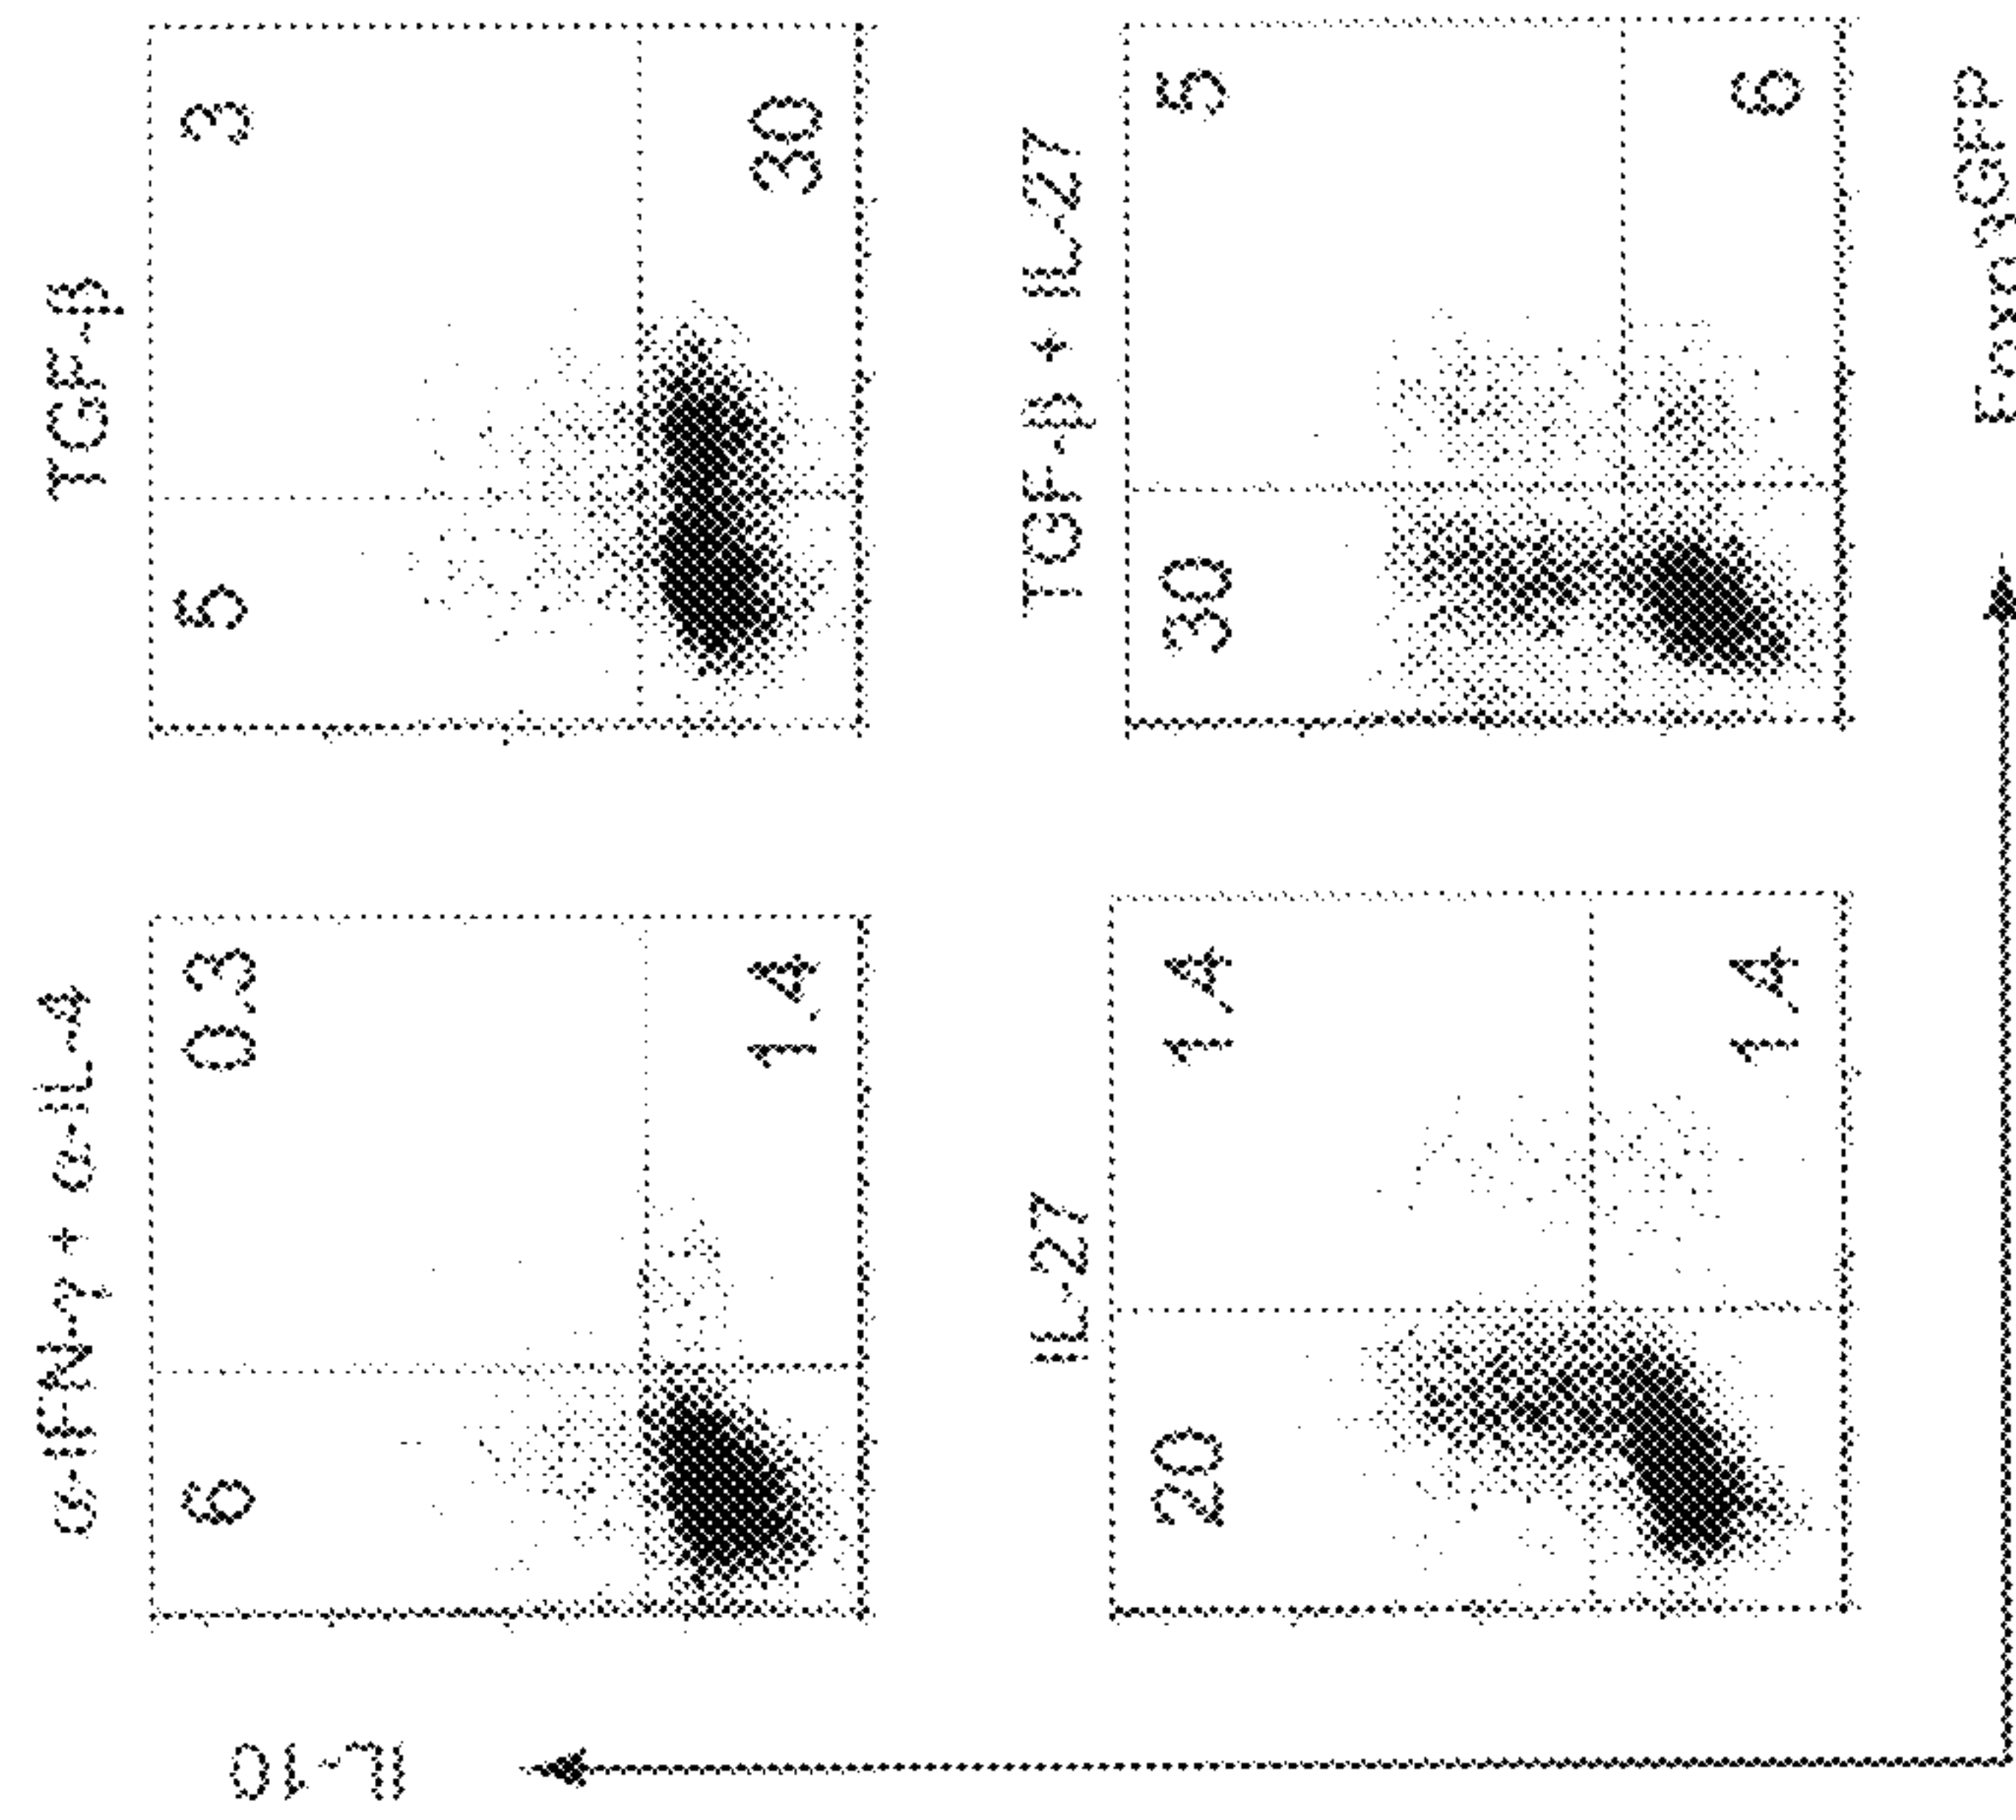 α-IFN-γ + α-IL-4
TGF-β
6
0.3
5
3
1.4
30
IL-10
IL-27
TGF-β + IL-27
20
1.4
30
5
1.4
6
Foxp3GFP